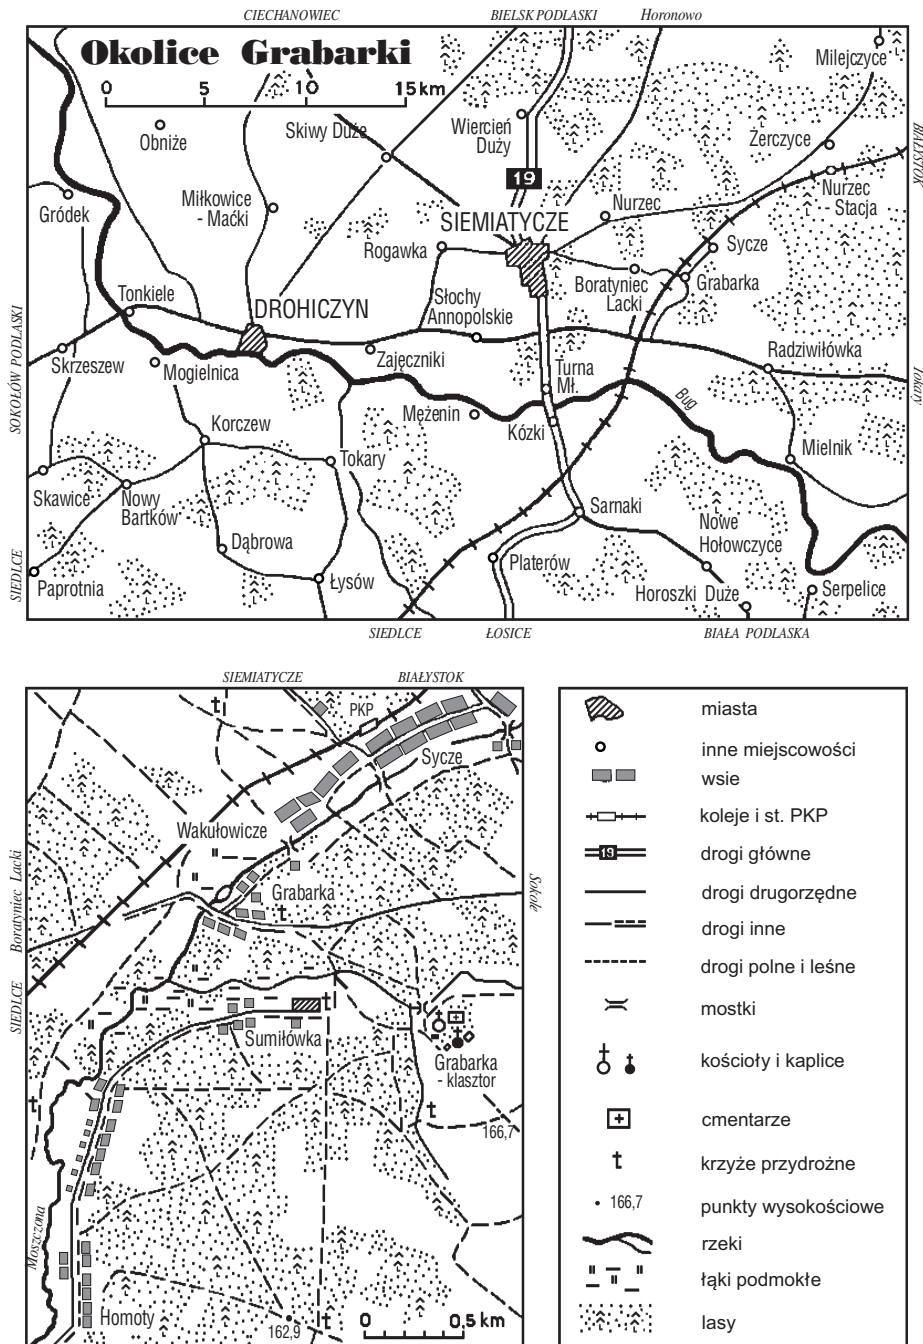 CIECHANOWIEC
BIELSK PODLASKI
Horonowo
Okolice Grabarki
0 5 10 15 km
Milejczyce
Obniże
Skiwy Duże
Wiercień
Duży
Żerczyce
BIAŁYSTOK
19
Gródek
Miłkowice
- Maćki
SIEMIATYCZE
Nurzec
Nurzec
- Stacja
Rogawka
Sycze
Boratyniec
Lacki
Grabarka
Tonkiele
DROHICZYN
Słochy
Annopolskie
SOKOŁÓW PODLASKI
Skrzeszew
Mogielnica
Zajęczniki
Turna
Mł.
Radziwiłówka
Tokary
Bug
Mężenin
Kózki
Korczew
Tokary
Mielnik
Skawice
Nowy
Bartków
Sarnaki
Nowe
Hołowczyce
Dąbrowa
SIEDLCE
Paprotnia
Łysów
Platerów
Horoszki Duże
Serpelice
SIEDLCE
ŁOSICE
BIAŁA PODLASKA
SIEMIATYCZE
BIAŁYSTOK
PKP
Sycze
Wakułowicze
Boratyniec Lacki
Grabarka
Sokole
SIEDLCE
Sumiłówka
Grabarka
- klasztor
166,7
Moszczona
Homoty
162,9
0 0,5 km
miasta
inne miejscowości
wsie
koleje i st. PKP
19
drogi główne
drogi drugorzędne
drogi inne
drogi polne i leśne
mostki
kościoły i kaplice
cmentarze
krzyże przydrożne
166,7
punkty wysokościowe
rzeki
łąki podmokłe
lasy